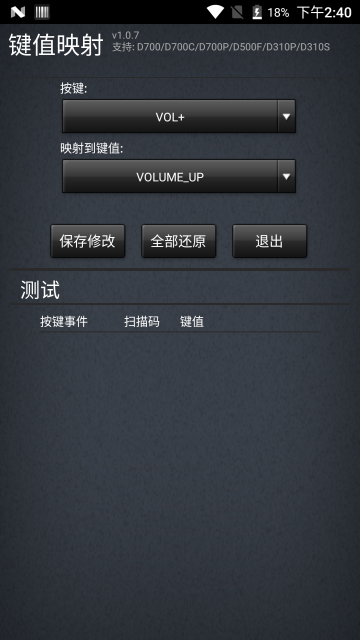 18% 下午2:40
键值映射 v1.0.7
支持: D700/D700C/D700P/D500F/D310P/D310S
按键:
VOL+
映射到键值:
VOLUME_UP
保存修改 全部还原 退出
测试
按键事件 扫描码 键值